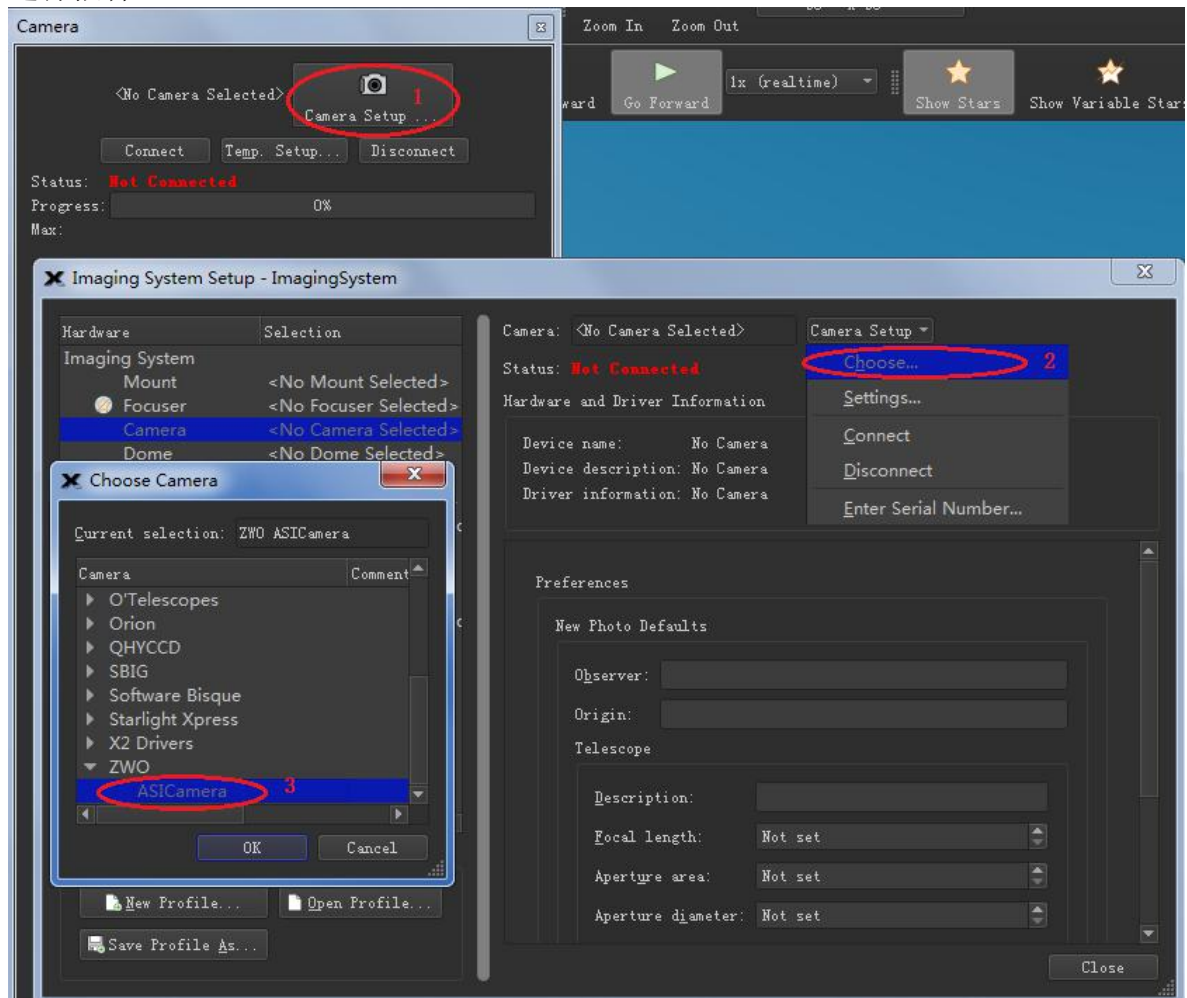 Camera
Zoom In Zoom Out
<No Camera Selected>
Camera Setup ...
1
ward
Go Forward
1x (realtime)
Show Stars
Show Variable Stars
Connect
Temp. Setup...
Disconnect
Status: Not Connected
Progress: 0%
Max:
Imaging System Setup - ImagingSystem
Hardware Selection
Imaging System
Mount <No Mount Selected>
Focuser <No Focuser Selected>
Camera <No Camera Selected>
Dome <No Dome Selected>
Camera: <No Camera Selected>
Camera Setup
Status: Not Connected
Choose... 2
Settings...
Connect
Disconnect
Enter Serial Number...
Hardware and Driver Information
Device name: No Camera
Device description: No Camera
Driver information: No Camera
Choose Camera
Current selection: ZWO ASICamera
Camera Comment
O'Telescopes
Orion
QHYCCD
SBIG
Software Bisque
Starlight Xpress
X2 Drivers
ZWO
ASICamera 3
OK Cancel
New Profile... Open Profile...
Save Profile As...
Preferences
New Photo Defaults
Observer:
Origin:
Telescope
Description:
Focal length: Not set
Aperture area: Not set
Aperture diameter: Not set
Close